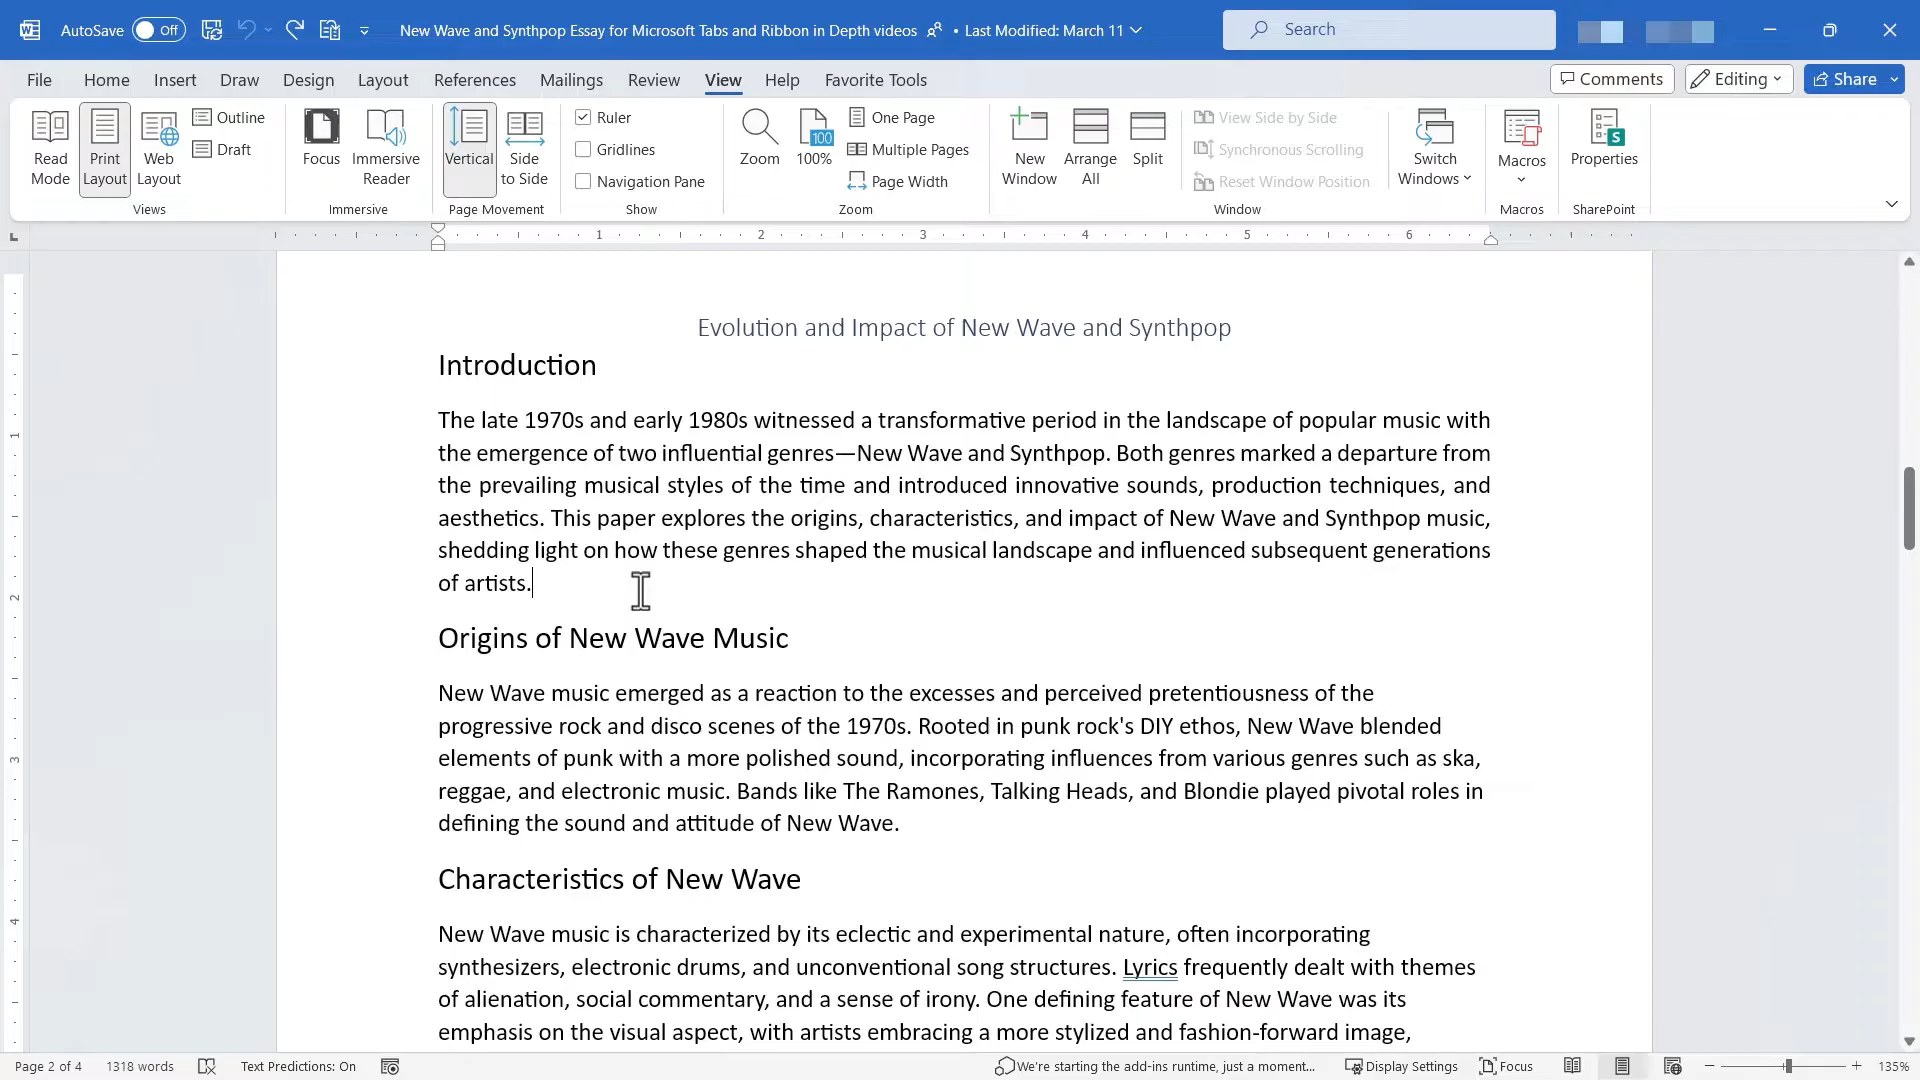 AutoSave Off New Wave and Synthpop Essay for Microsoft Tabs and Ribbon in Depth videos • Last Modified: March 11 Search
File Home Insert Draw Design Layout References Mailings Review View Help Favorite Tools Comments Editing Share
Read Mode
Print Layout
Web Layout
Outline
Draft
Views
Focus
Immersive Reader
Immersive
Vertical
Side to Side
Page Movement
Ruler
Gridlines
Navigation Pane
Show
Zoom
100%
One Page
Multiple Pages
Page Width
Zoom
New Window
Arrange All
Split
View Side by Side
Synchronous Scrolling
Reset Window Position
Switch Windows
Window
Macros
Macros
Properties
SharePoint
1 2 3 4 5 6
Evolution and Impact of New Wave and Synthpop
Introduction
The late 1970s and early 1980s witnessed a transformative period in the landscape of popular music with
the emergence of two influential genres—New Wave and Synthpop. Both genres marked a departure from
the prevailing musical styles of the time and introduced innovative sounds, production techniques, and
aesthetics. This paper explores the origins, characteristics, and impact of New Wave and Synthpop music,
shedding light on how these genres shaped the musical landscape and influenced subsequent generations
of artists.
Origins of New Wave Music
New Wave music emerged as a reaction to the excesses and perceived pretentiousness of the
progressive rock and disco scenes of the 1970s. Rooted in punk rock's DIY ethos, New Wave blended
elements of punk with a more polished sound, incorporating influences from various genres such as ska,
reggae, and electronic music. Bands like The Ramones, Talking Heads, and Blondie played pivotal roles in
defining the sound and attitude of New Wave.
Characteristics of New Wave
New Wave music is characterized by its eclectic and experimental nature, often incorporating
synthesizers, electronic drums, and unconventional song structures. Lyrics frequently dealt with themes
of alienation, social commentary, and a sense of irony. One defining feature of New Wave was its
emphasis on the visual aspect, with artists embracing a more stylized and fashion-forward image,
1
2
3
4
Page 2 of 4 1318 words Text Predictions: On We're starting the add-ins runtime, just a moment... Display Settings Focus 135%